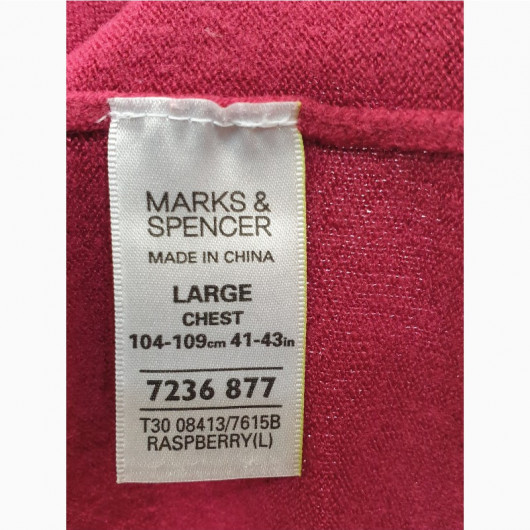 MARKS &
SPENCER
MADE IN CHINA
LARGE
CHEST
104-109cm 41-43in
7236 877
T30 08413/7615B
RASPBERRY(L)